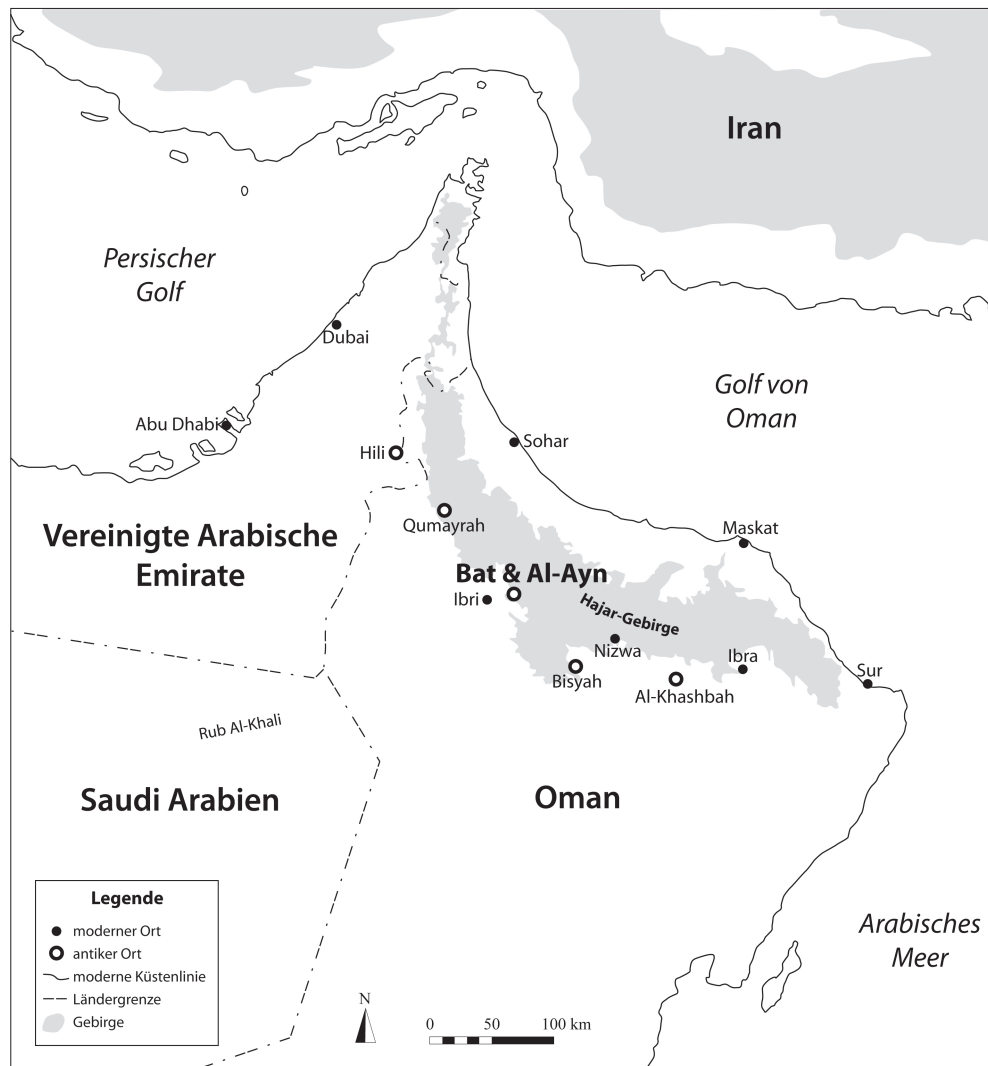 Iran
Persischer
Golf
Dubai
Golf von
Oman
Abu Dhabi
Sohar
Hili
Qumayrah
Vereinigte Arabische
Emirate
Maskat
Bat & Al-Ayn
Ibri
Hajar-Gebirge
Nizwa
Ibra
Bisyah
Al-Khashbah
Sur
Rub Al-Khali
Saudi Arabien
Oman
Arabisches
Meer
Legende
moderner Ort
antiker Ort
moderne Küstenlinie
Ländergrenze
Gebirge
N
0 50 100 km